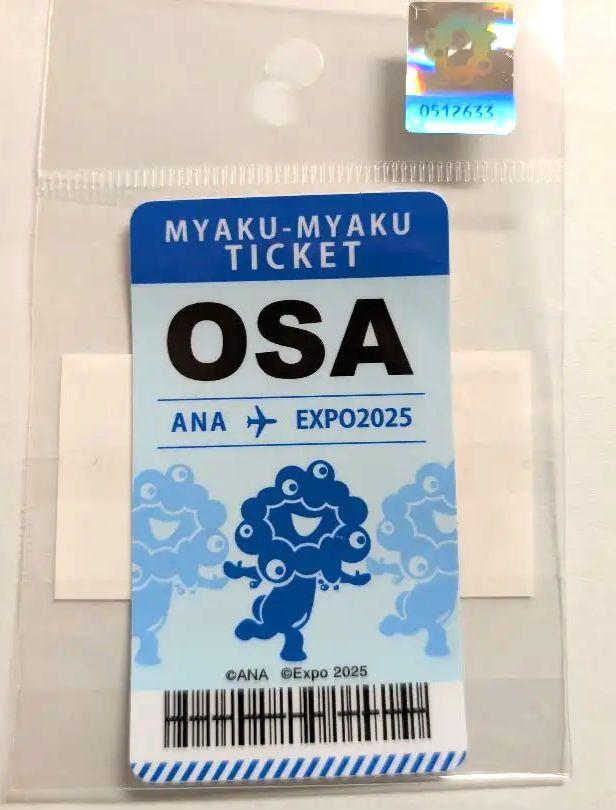 0512633
MYAKU-MYAKU
TICKET
OSA
ANA ✈ EXPO2025
©ANA ©Expo 2025